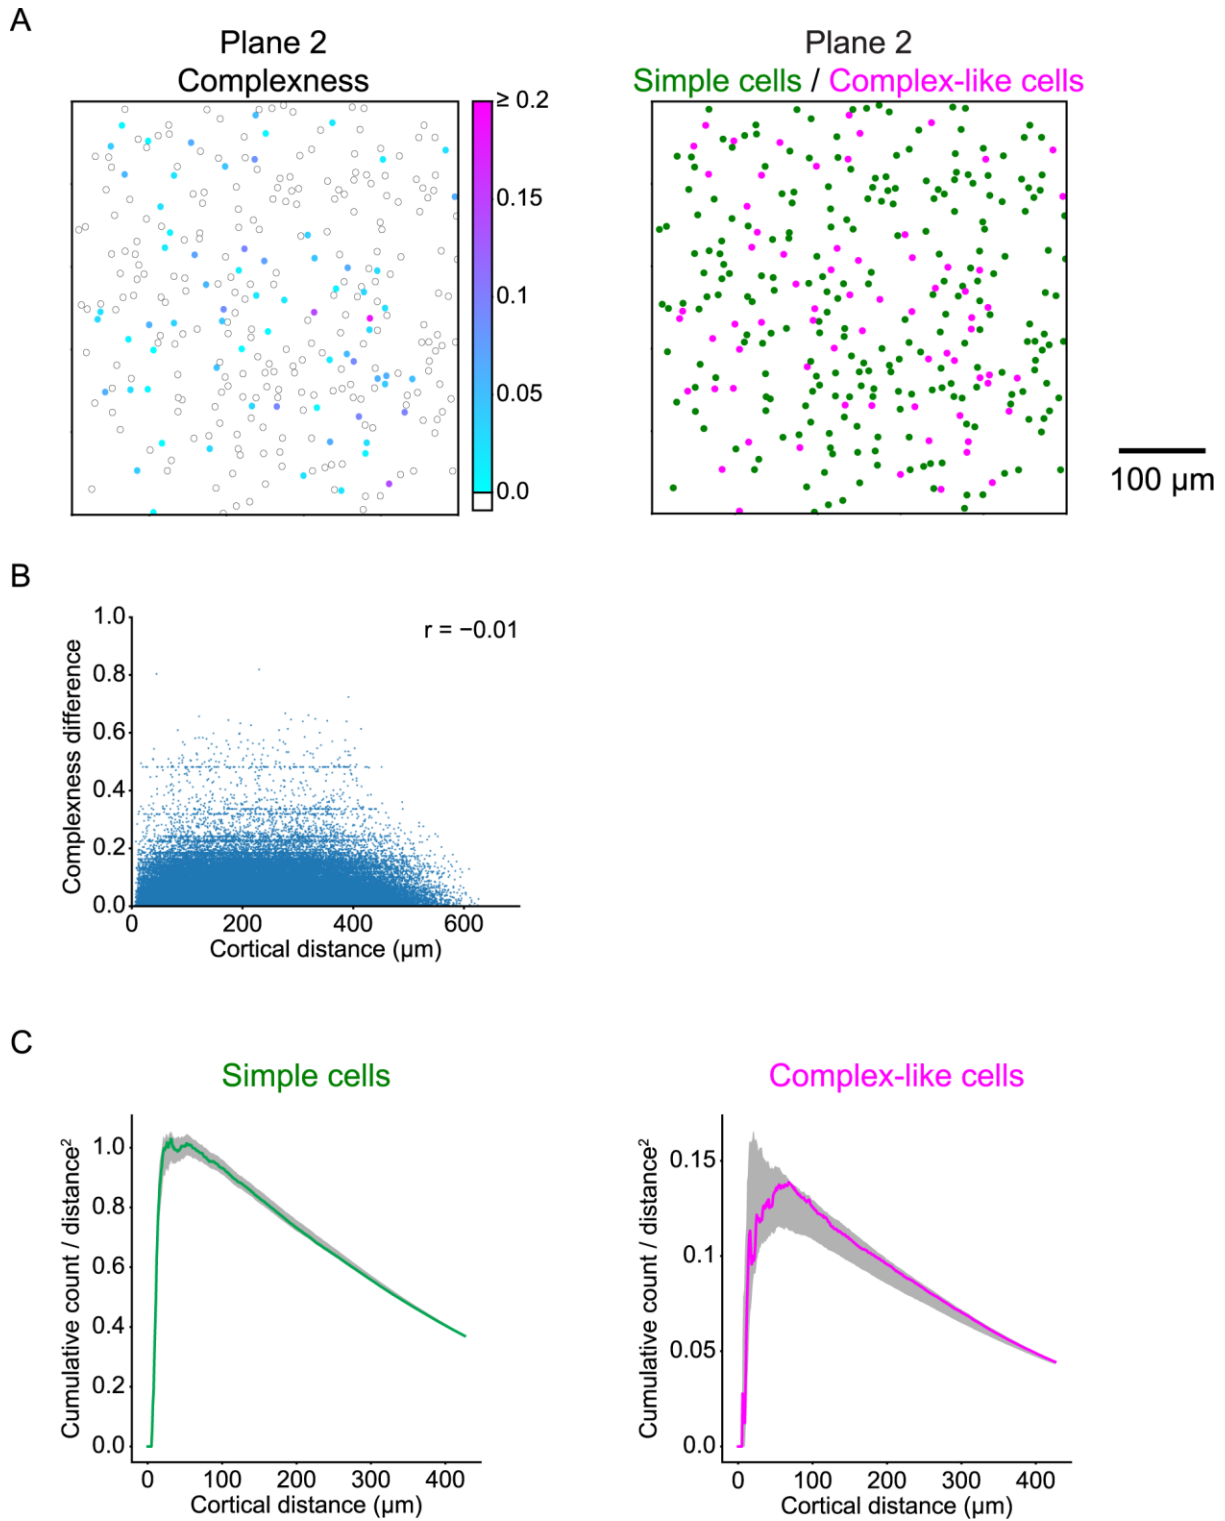 A
Plane 2
Complexness
≥ 0.2
0.15
0.1
0.05
0.0
Plane 2
Simple cells / Complex-like cells
100 µm
B
Complexness difference
1.0
0.8
0.6
0.4
0.2
0.0
r = −0.01
0 200 400 600
Cortical distance (µm)
C
Simple cells
Cumulative count / distance²
1.0
0.8
0.6
0.4
0.2
0.0
0 100 200 300 400
Cortical distance (µm)
Complex-like cells
Cumulative count / distance²
0.15
0.1
0.05
0.0
0 100 200 300 400
Cortical distance (µm)